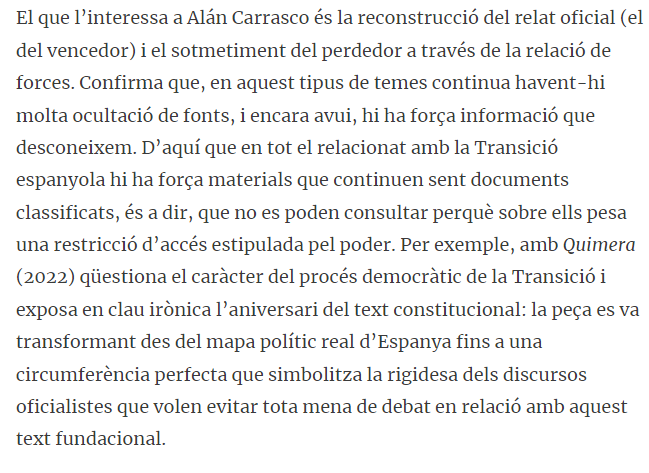 El que l’interessa a Alán Carrasco és la reconstrucció del relat oficial (el
del vencedor) i el sotmetiment del perdedor a través de la relació de
forces. Confirma que, en aquest tipus de temes continua havent-hi
molta ocultació de fonts, i encara avui, hi ha força informació que
desconeixem. D’aquí que en tot el relacionat amb la Transició
espanyola hi ha força materials que continuen sent documents
classificats, és a dir, que no es poden consultar perquè sobre ells pesa
una restricció d’accés estipulada pel poder. Per exemple, amb Quimera
(2022) qüestiona el caràcter del procés democràtic de la Transició i
exposa en clau irònica l’aniversari del text constitucional: la peça es va
transformant des del mapa polític real d’Espanya fins a una
circumferència perfecta que simbolitza la rigidesa dels discursos
oficialistes que volen evitar tota mena de debat en relació amb aquest
text fundacional.